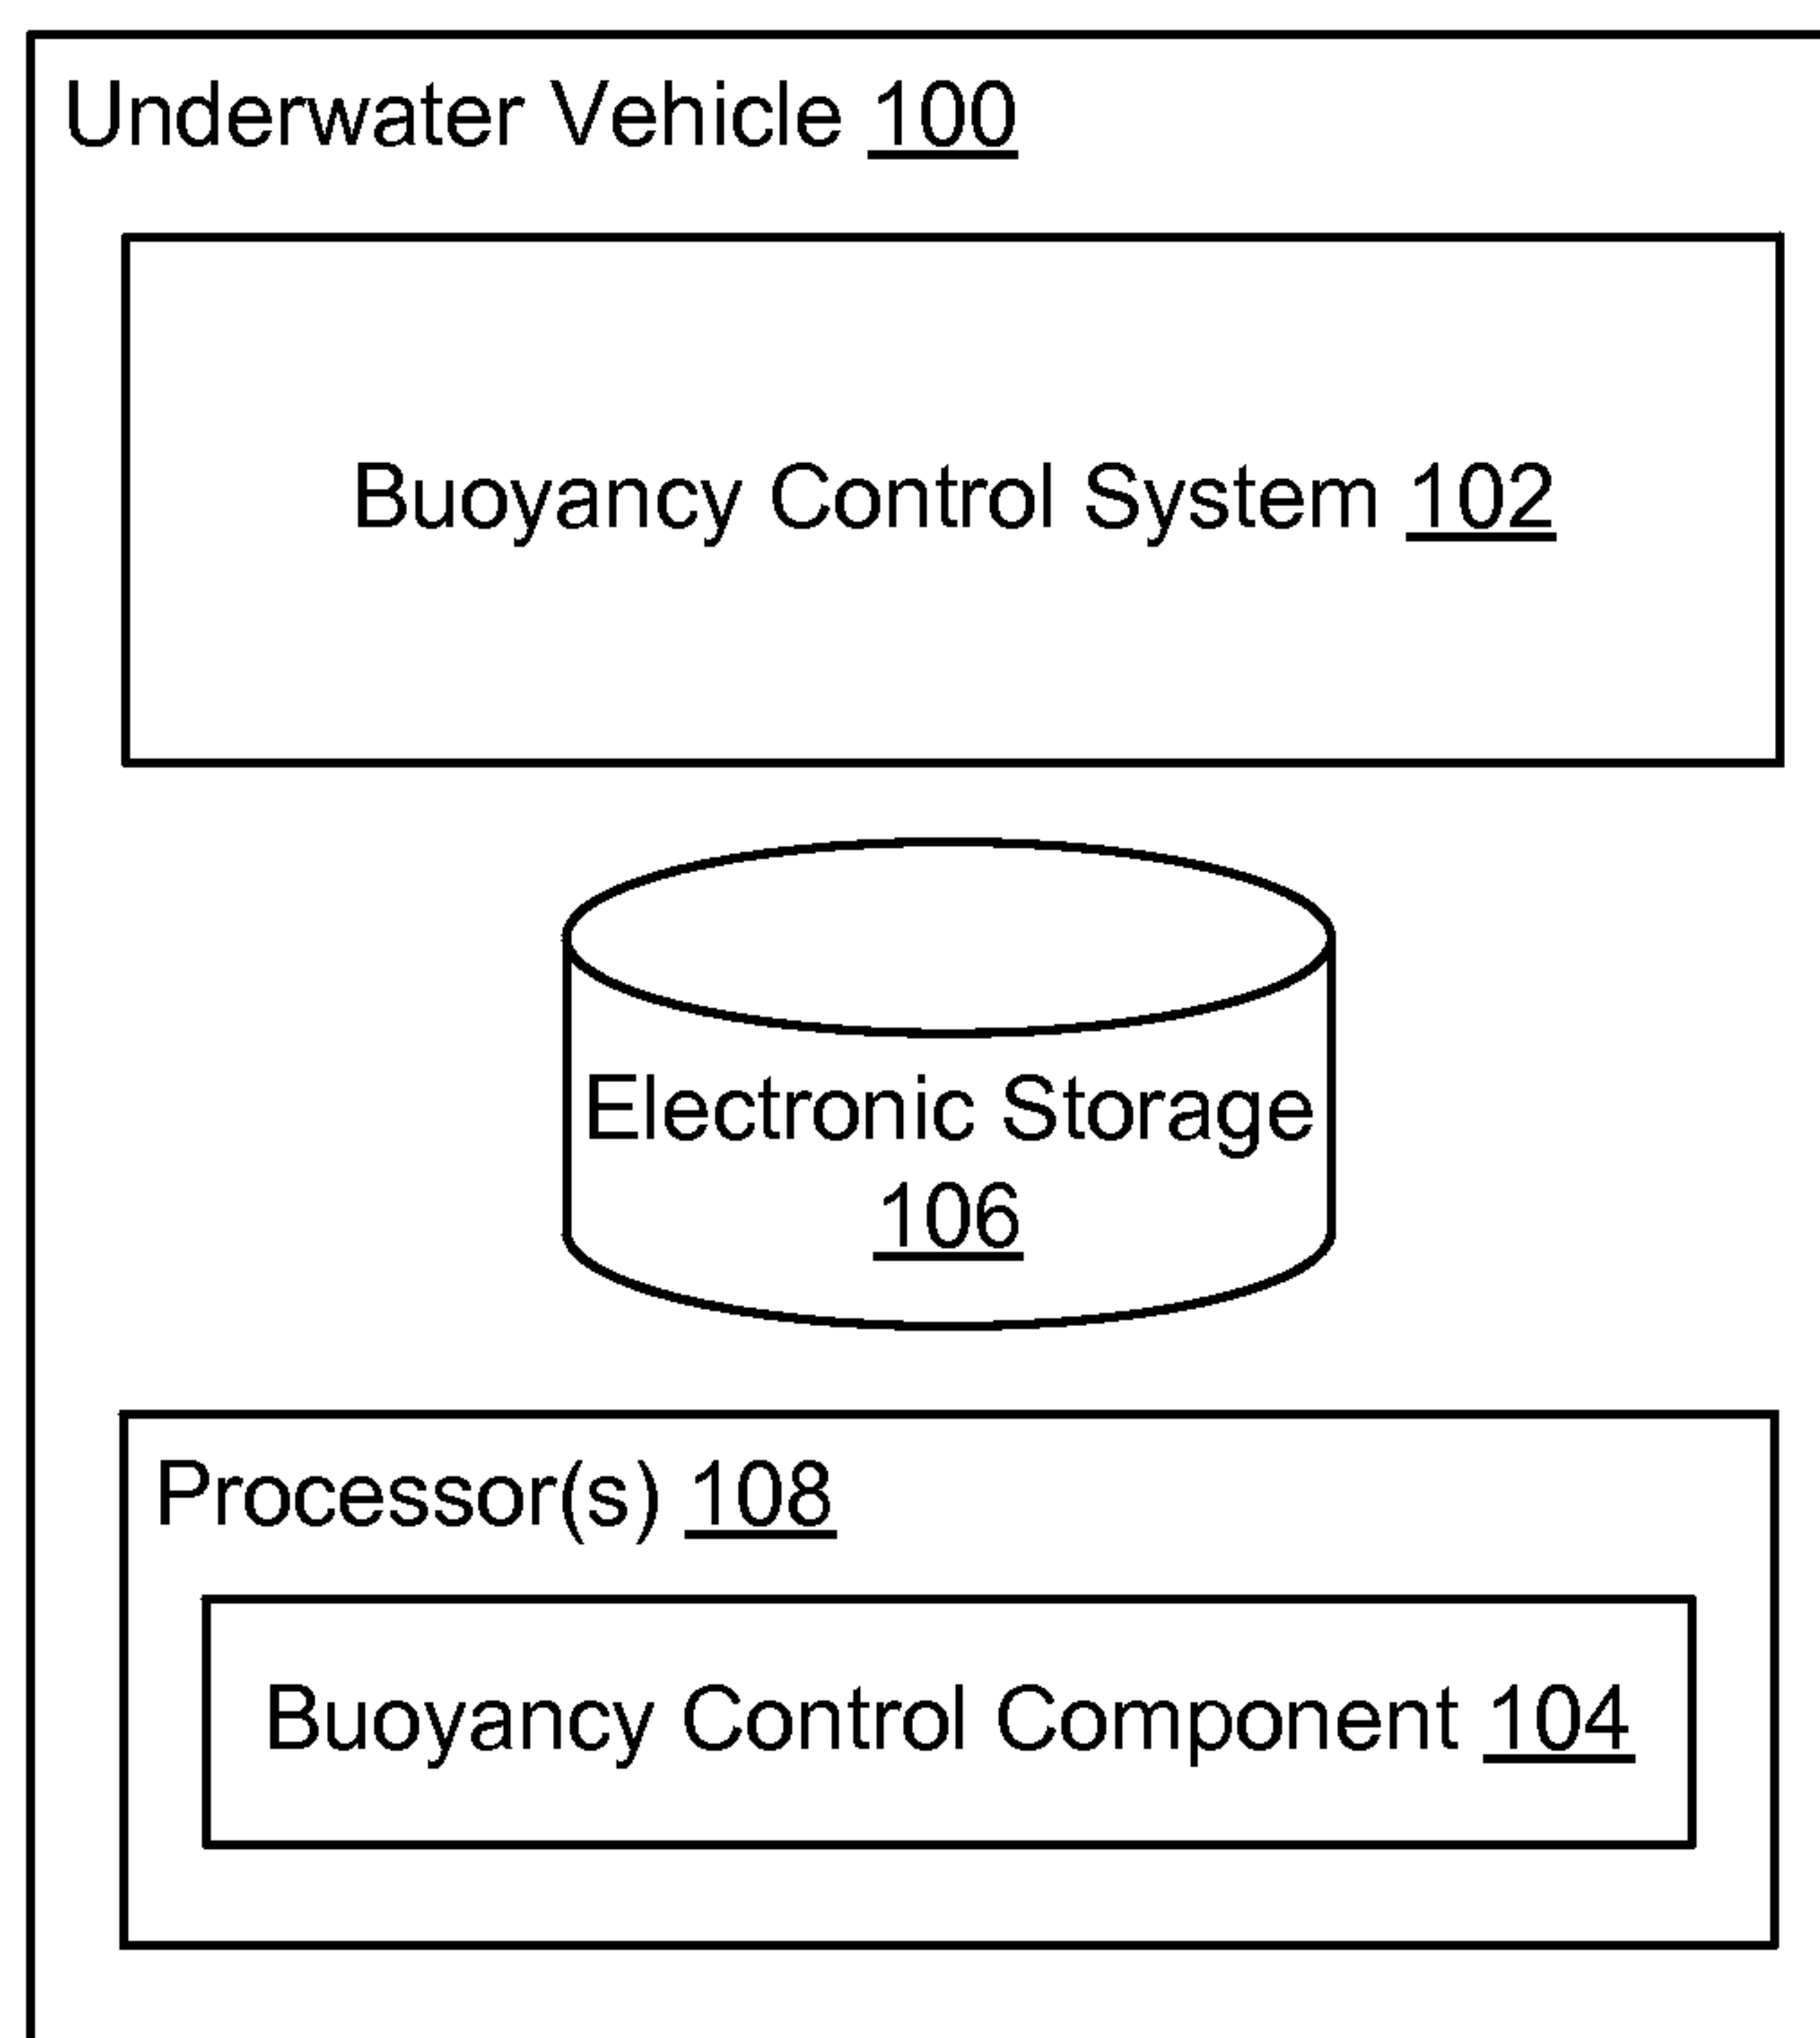 Underwater Vehicle 100
Buoyancy Control System 102
Electronic Storage
106
Processor(s) 108
Buoyancy Control Component 104